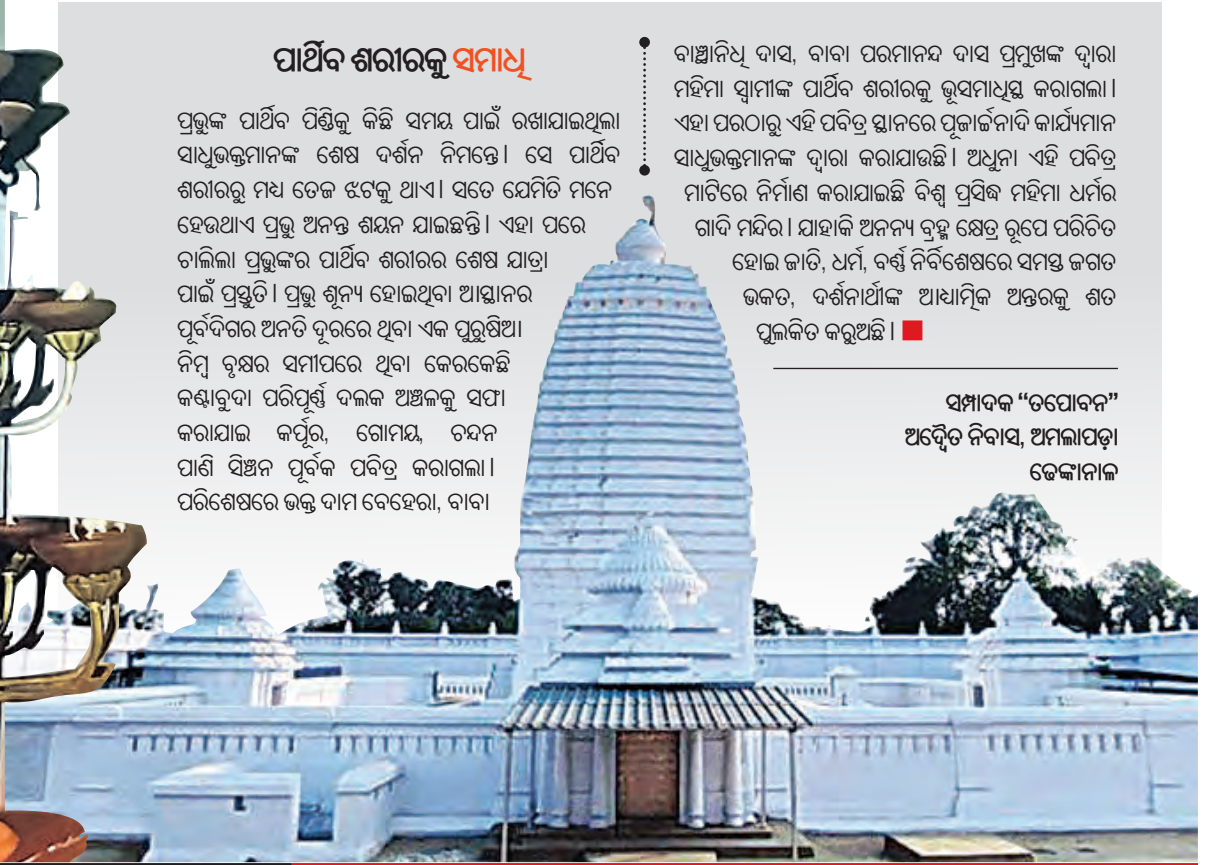 ପାର୍ଥିବ ଶରୀରକୁ ସମାଧି
ପ୍ରଭୁଙ୍କ ପାର୍ଥିବ ପିଣ୍ଡିକୁ କିଛି ସମୟ ପାଇଁ ରଖାଯାଇଥିଲା
ସାଧୁଭକ୍ତମାନଙ୍କ ଶେଷ ଦର୍ଶନ ନିମନ୍ତେ। ସେ ପାର୍ଥିବ
ଶରୀରରୁ ମଧ୍ୟ ତେଜ ଝଟକୁ ଥାଏ। ସତେ ଯେମିତି ମନେ
ହେଉଥାଏ ପ୍ରଭୁ ଅନନ୍ତ ଶୟନ ଯାଇଛନ୍ତି। ଏହା ପରେ
ଚାଲିଲା ପ୍ରଭୁଙ୍କର ପାର୍ଥିବ ଶରୀରର ଶେଷ ଯାତ୍ରା
ପାଇଁ ପ୍ରସ୍ତୁତି। ପ୍ରଭୁ ଶୂନ୍ୟ ହୋଇଥିବା ଆସ୍ଥାନର
ପୂର୍ବଦିଗର ଅନତି ଦୂରରେ ଥିବା ଏକ ପୁରୁଷିଆ
ନିମ୍ବ ବୃକ୍ଷର ସମୀପରେ ଥିବା କେରକେଛି
କଣ୍ଟାବୁଦା ପରିପୂର୍ଣ୍ଣ ଦଲକ ଅଞ୍ଚଳକୁ ସଫା
କରାଯାଇ କର୍ପୂର, ଗୋମୟ, ଚନ୍ଦନ
ପାଣି ସିଞ୍ଚନ ପୂର୍ବକ ପବିତ୍ର କରାଗଲା।
ପରିଶେଷରେ ଭକ୍ତ ଦାମ ବେହେରା, ବାବା
ବାଞ୍ଛାନିଧି ଦାସ, ବାବା ପରମାନନ୍ଦ ଦାସ ପ୍ରମୁଖଙ୍କ ଦ୍ୱାରା
ମହିମା ସ୍ୱାମୀଙ୍କ ପାର୍ଥିବ ଶରୀରକୁ ଭୂସମାଧିସ୍ଥ କରାଗଲା।
ଏହା ପରଠାରୁ ଏହି ପବିତ୍ର ସ୍ଥାନରେ ପୂଜାର୍ଚ୍ଚନାଦି କାର୍ଯ୍ୟମାନ
ସାଧୁଭକ୍ତମାନଙ୍କ ଦ୍ୱାରା କରାଯାଉଛି। ଅଧୁନା ଏହି ପବିତ୍ର
ମାଟିରେ ନିର୍ମାଣ କରାଯାଇଛି ବିଶ୍ୱ ପ୍ରସିଦ୍ଧ ମହିମା ଧର୍ମର
ଗାଦି ମନ୍ଦିର। ଯାହାକି ଅନନ୍ୟ ବ୍ରହ୍ମ କ୍ଷେତ୍ର ରୂପେ ପରିଚିତ
ହୋଇ ଜାତି, ଧର୍ମ, ବର୍ଣ୍ଣ ନିର୍ବିଶେଷରେ ସମସ୍ତ ଜଗତ
ଭକତ, ଦର୍ଶନାର୍ଥୀଙ୍କ ଆଧ୍ୟାତ୍ମିକ ଅନ୍ତରକୁ ଶତ
ପୁଲକିତ କରୁଅଛି।
ସମ୍ପାଦକ “ତପୋବନ”
ଅଦ୍ୱୈତ ନିବାସ, ଅମଲାପଡ଼ା
ଢେଙ୍କାନାଳ